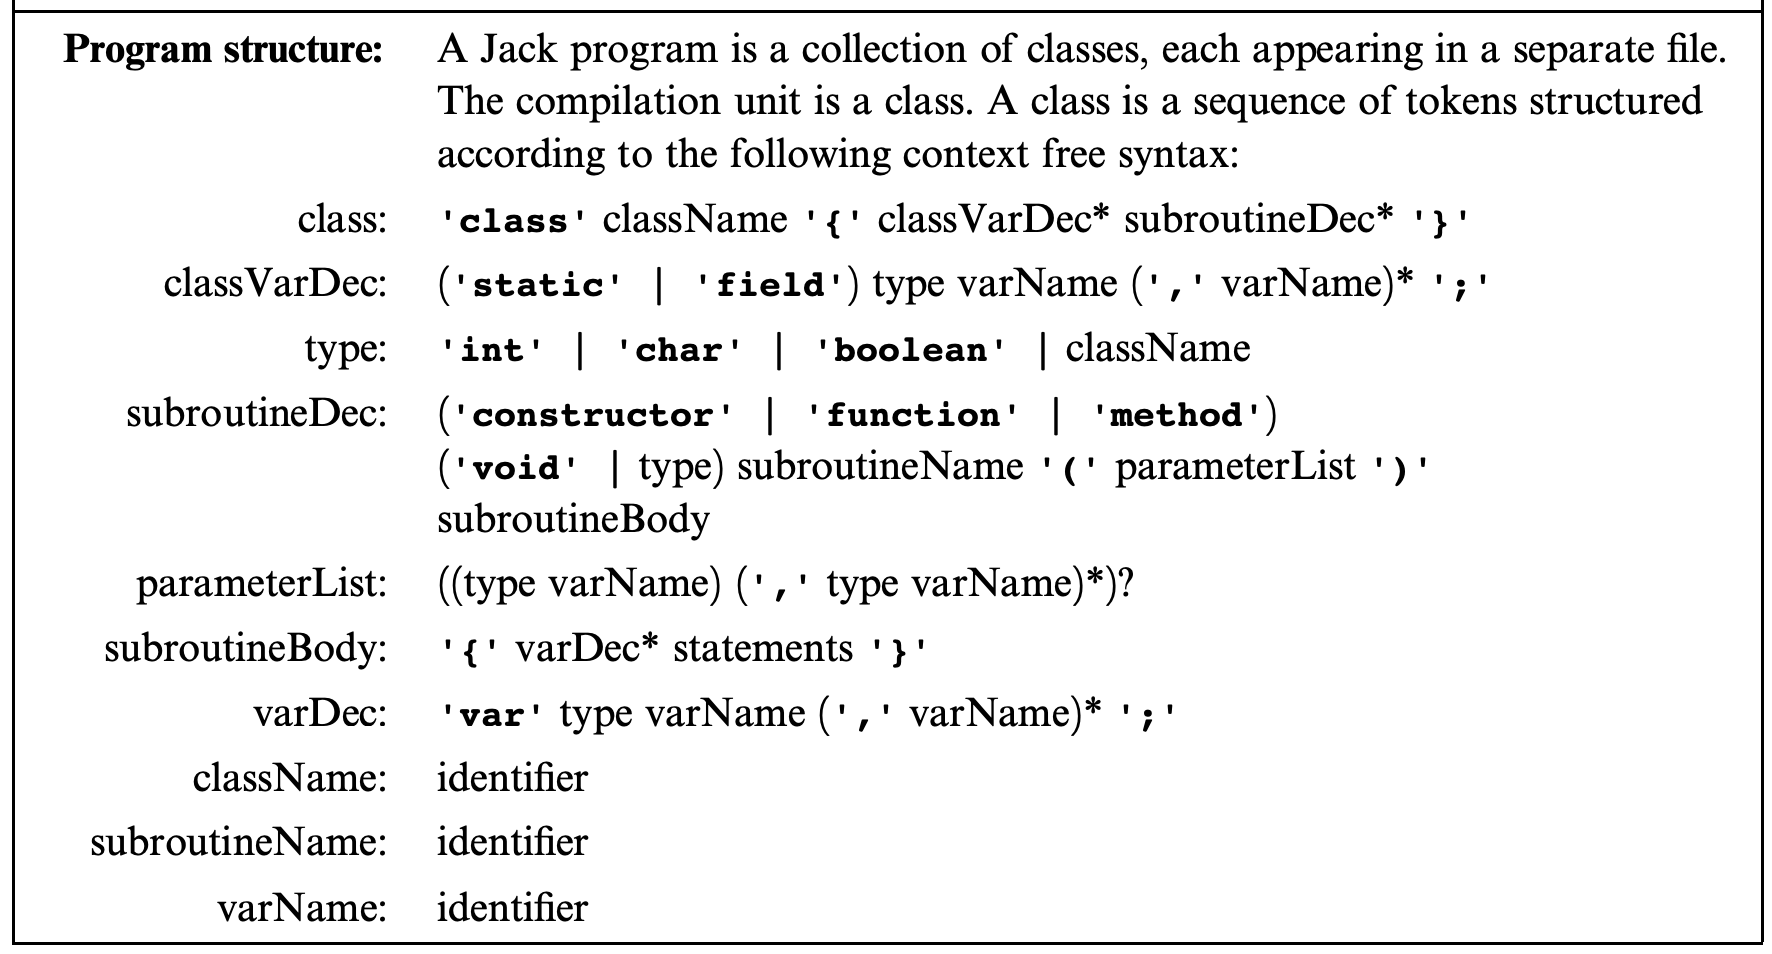 Program structure: A Jack program is a collection of classes, each appearing in a separate file.
The compilation unit is a class. A class is a sequence of tokens structured
according to the following context free syntax:
class: 'class' className '{' classVarDec* subroutineDec* '}'
classVarDec: ('static' | 'field') type varName (',' varName)* ';'
type: 'int' | 'char' | 'boolean' | className
subroutineDec: ('constructor' | 'function' | 'method')
('void' | type) subroutineName '(' parameterList ')'
subroutineBody
parameterList: ((type varName) (',' type varName)*)?
subroutineBody: '{' varDec* statements '}'
varDec: 'var' type varName (',' varName)* ';'
className: identifier
subroutineName: identifier
varName: identifier